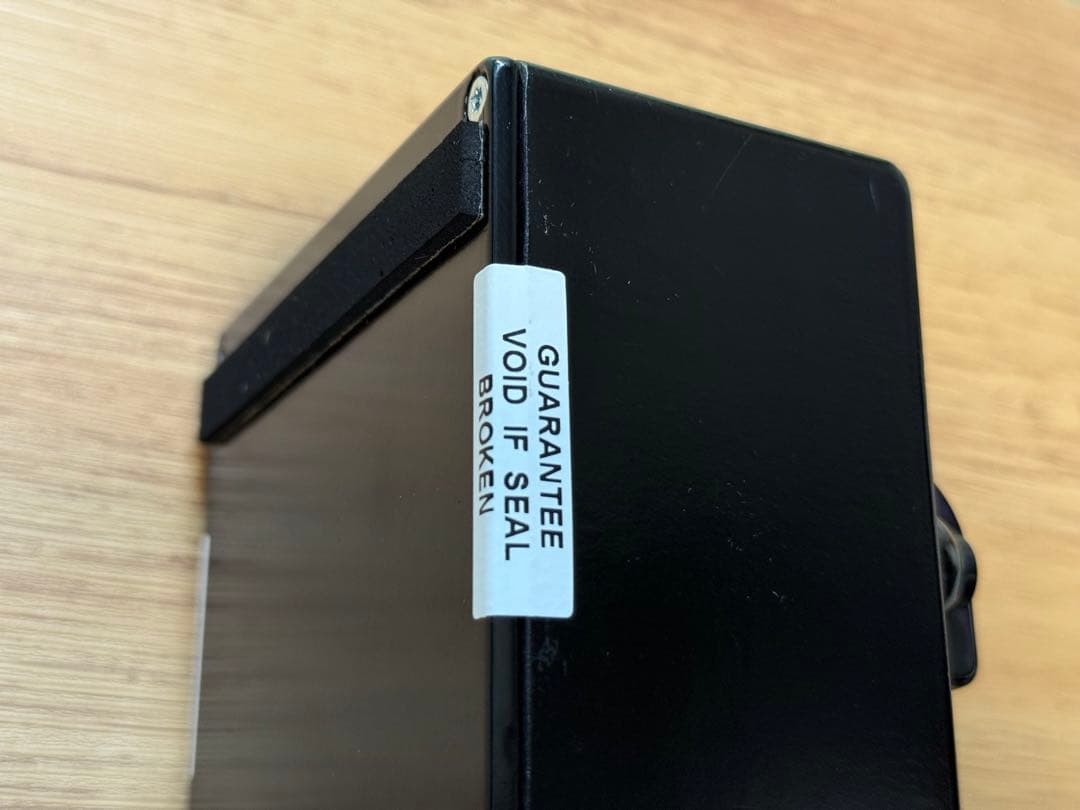 GUARANTEE
VOID IF SEAL
BROKEN